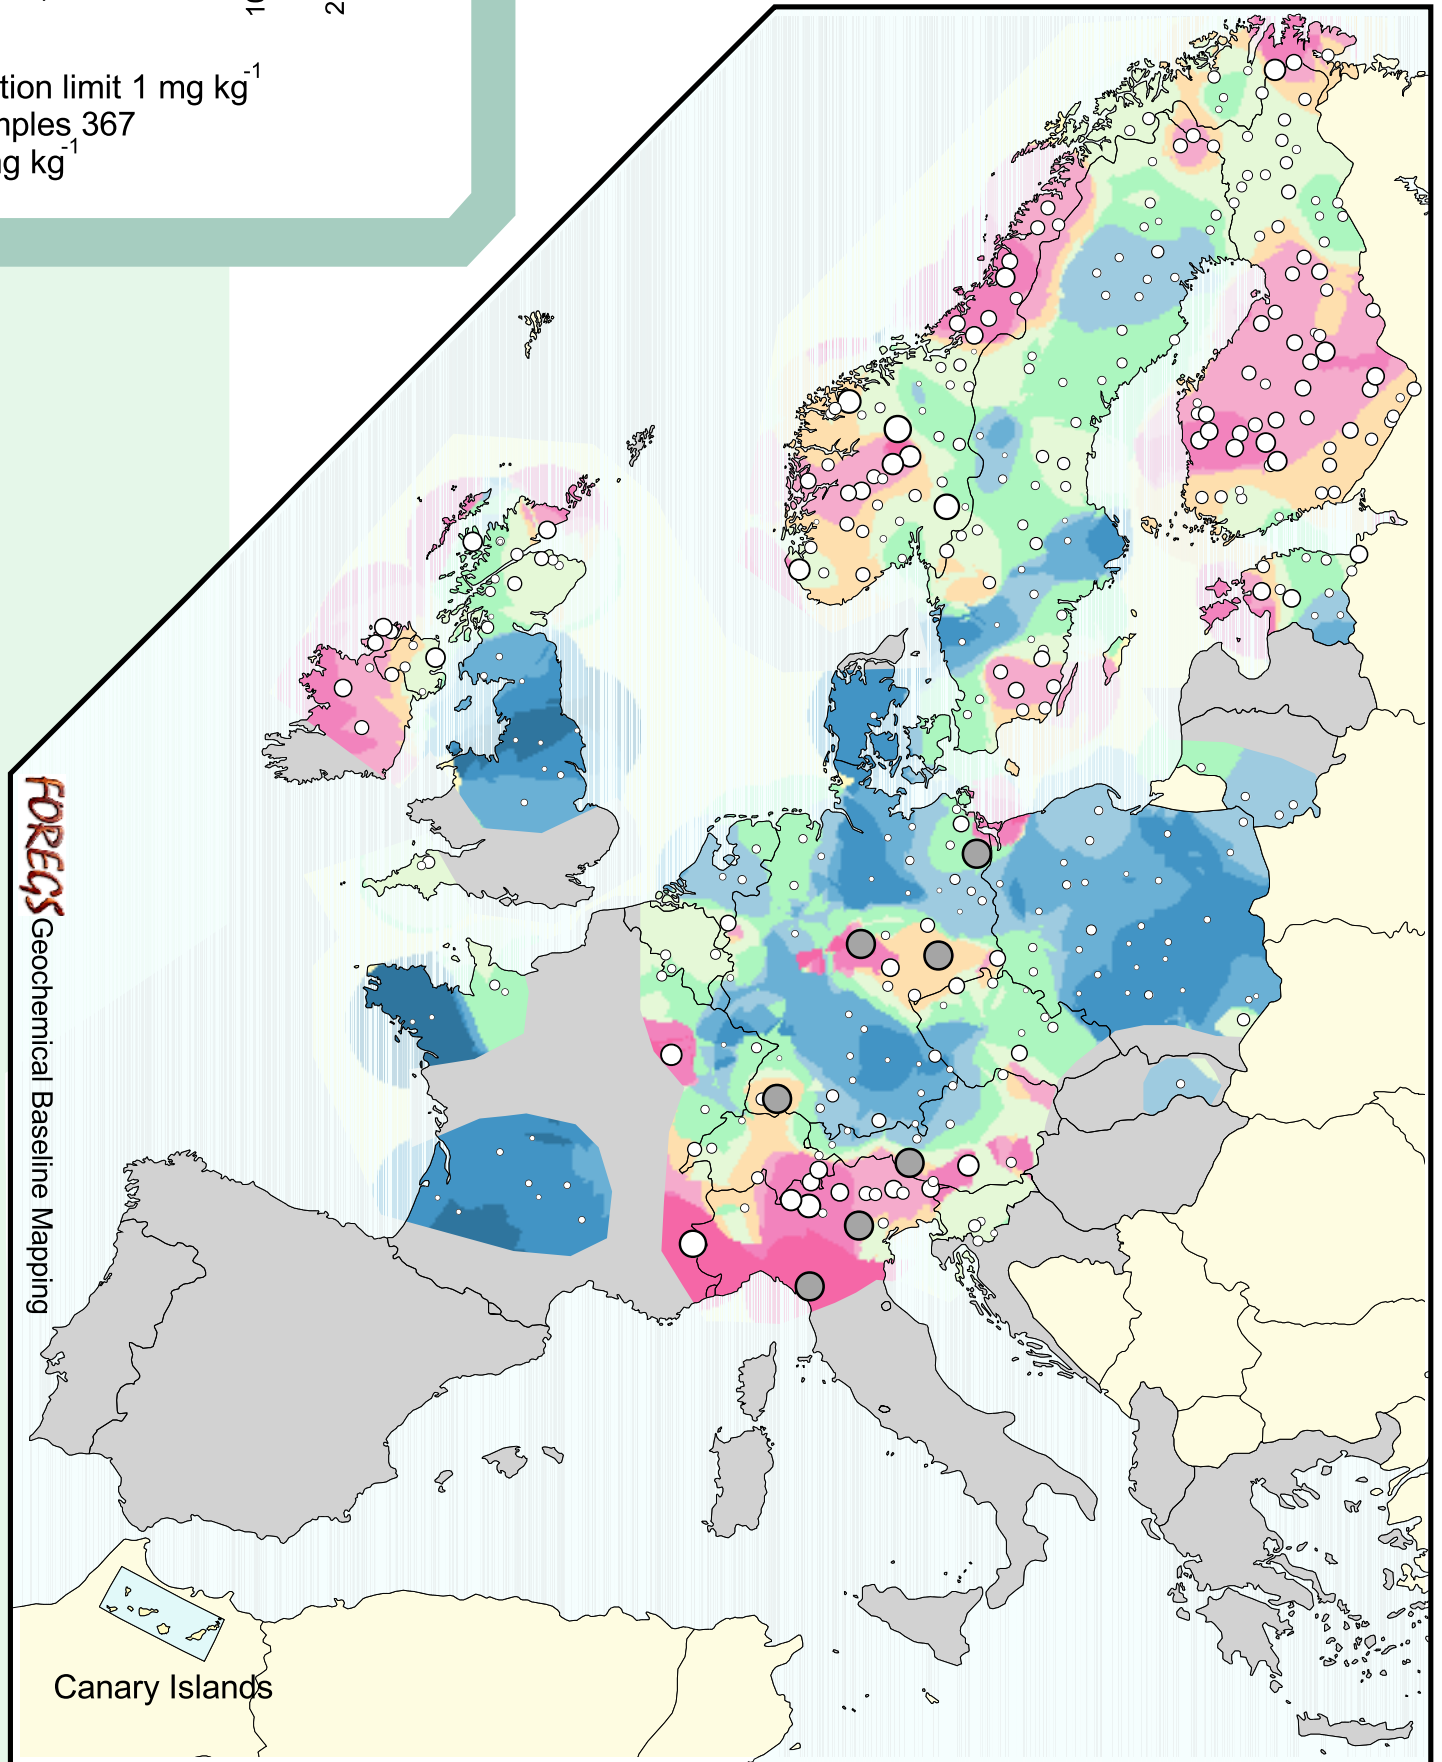 tion limit 1 mg kg-1
nples 367
g kg-1
FOREGS Geochemical Baseline Mapping
Canary Islands